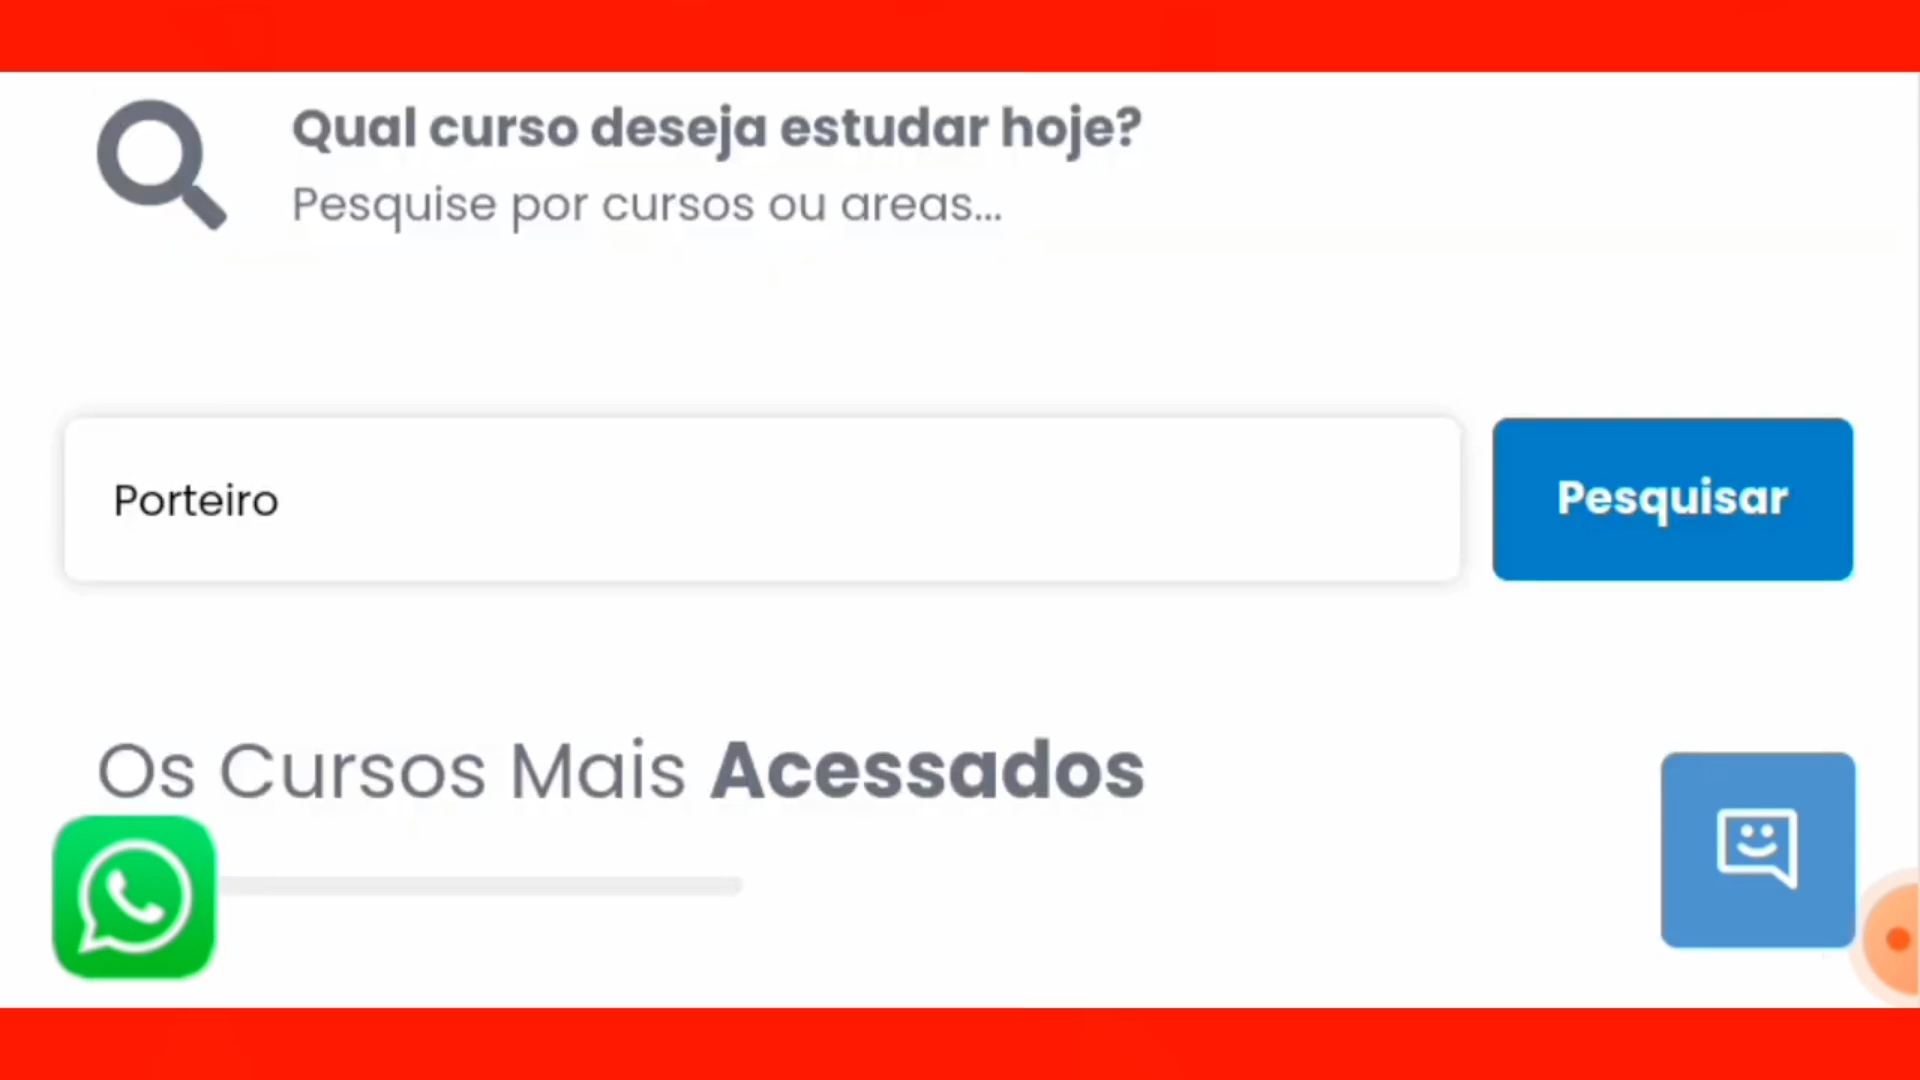 Qual curso deseja estudar hoje?
Pesquise por cursos ou areas...
Porteiro
Pesquisar
Os Cursos Mais Acessados